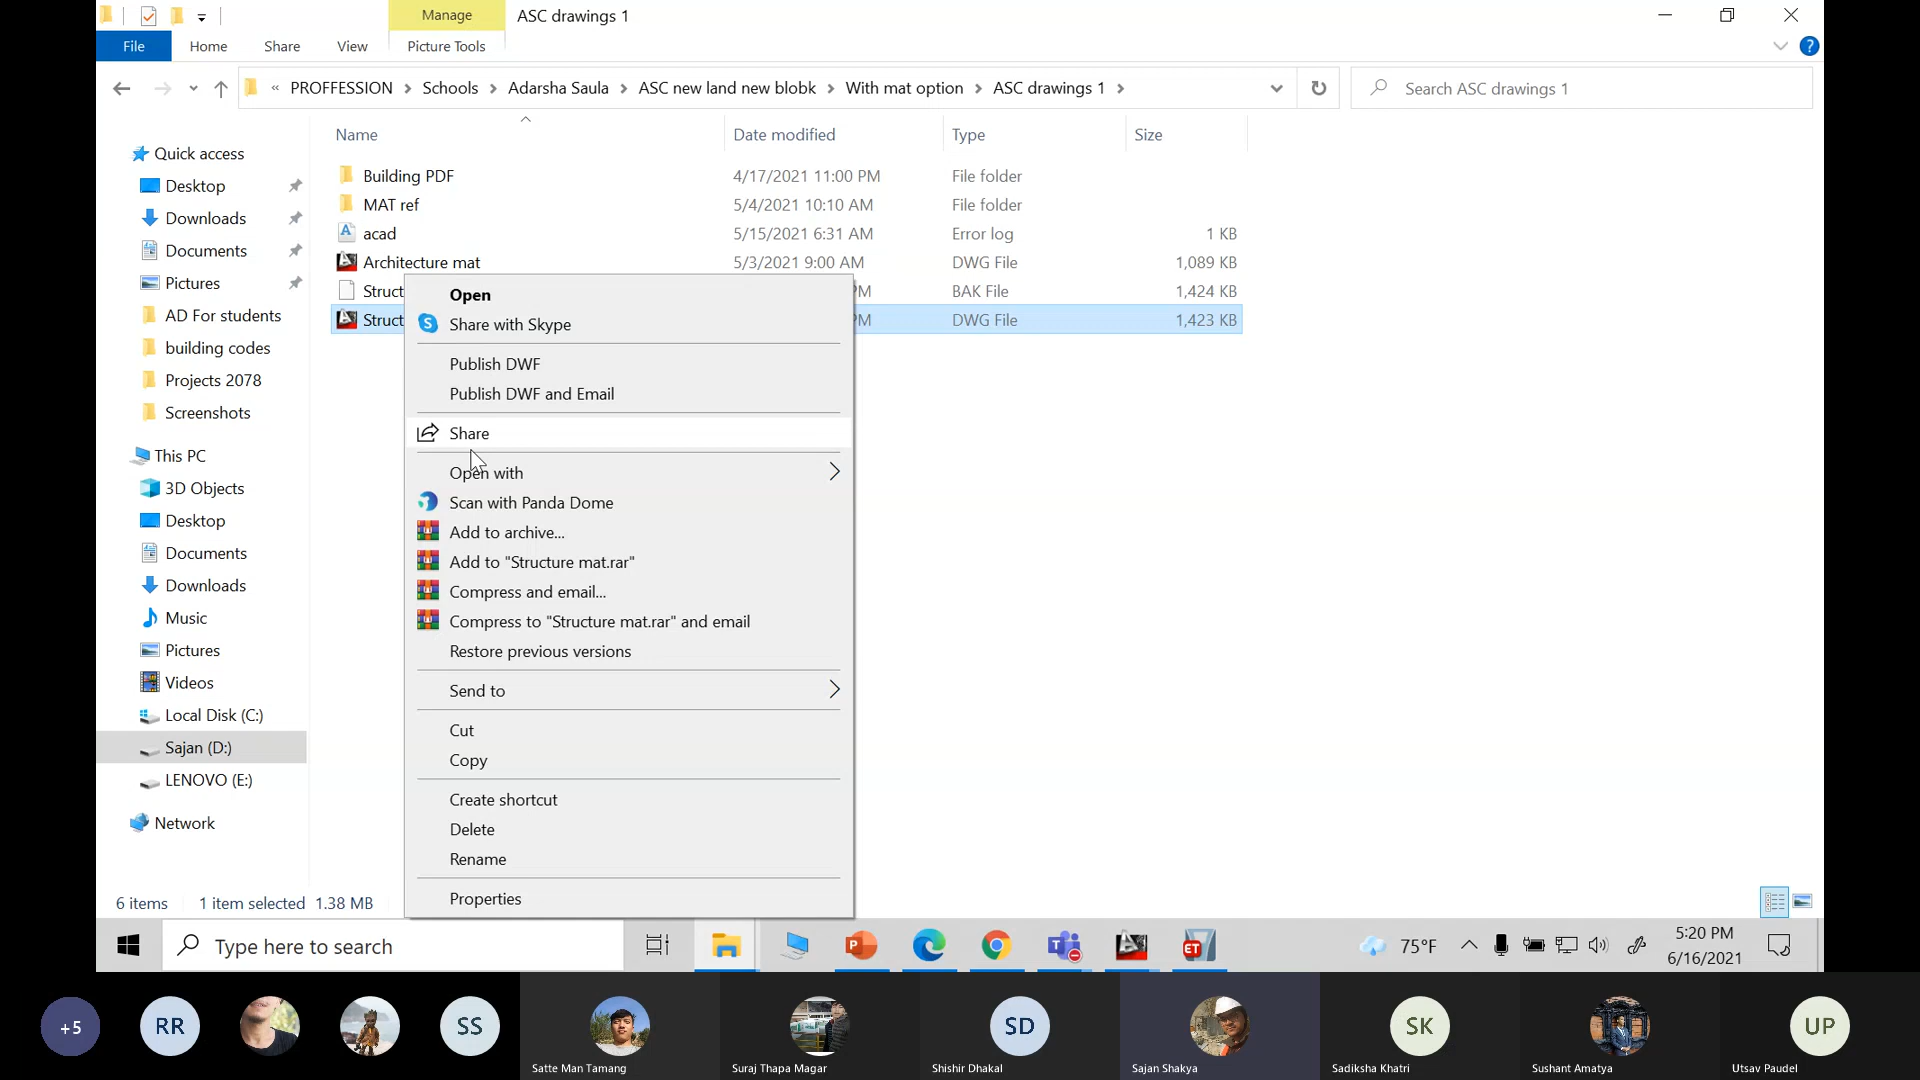 Manage
ASC drawings 1
File
Home
Share
View
Picture Tools
« PROFFESSION > Schools > Adarsha Saula > ASC new land new blobk > With mat option > ASC drawings 1 >
Search ASC drawings 1
Name
Date modified
Type
Size
Quick access
Desktop
Downloads
Documents
Pictures
AD For students
building codes
Projects 2078
Screenshots
This PC
3D Objects
Desktop
Documents
Downloads
Music
Pictures
Videos
Local Disk (C:)
Sajan (D:)
LENOVO (E:)
Network
Building PDF 4/17/2021 11:00 PM File folder
MAT ref 5/4/2021 10:10 AM File folder
acad 5/15/2021 6:31 AM Error log 1 KB
Architecture mat 5/3/2021 9:00 AM DWG File 1,089 KB
Struct PM BAK File 1,424 KB
Struct PM DWG File 1,423 KB
Open
Share with Skype
Publish DWF
Publish DWF and Email
Share
Open with
Scan with Panda Dome
Add to archive...
Add to "Structure mat.rar"
Compress and email...
Compress to "Structure mat.rar" and email
Restore previous versions
Send to
Cut
Copy
Create shortcut
Delete
Rename
Properties
6 items
1 item selected 1.38 MB
Type here to search
75°F
5:20 PM
6/16/2021
+5
RR
SS
SD
SK
UP
Satte Man Tamang
Suraj Thapa Magar
Shishir Dhakal
Sajan Shakya
Sadiksha Khatri
Sushant Amatya
Utsav Paudel